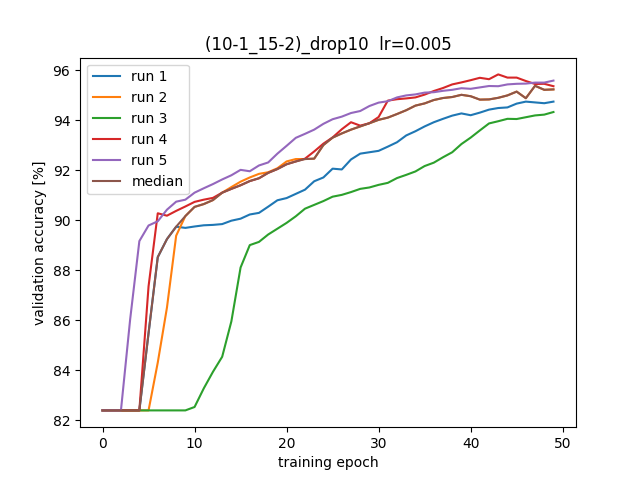 (10-1_15-2)_drop10  lr=0.005
run 1
run 2
run 3
run 4
run 5
median
validation accuracy [%]
96
94
92
90
88
86
84
82
0 10 20 30 40 50
training epoch